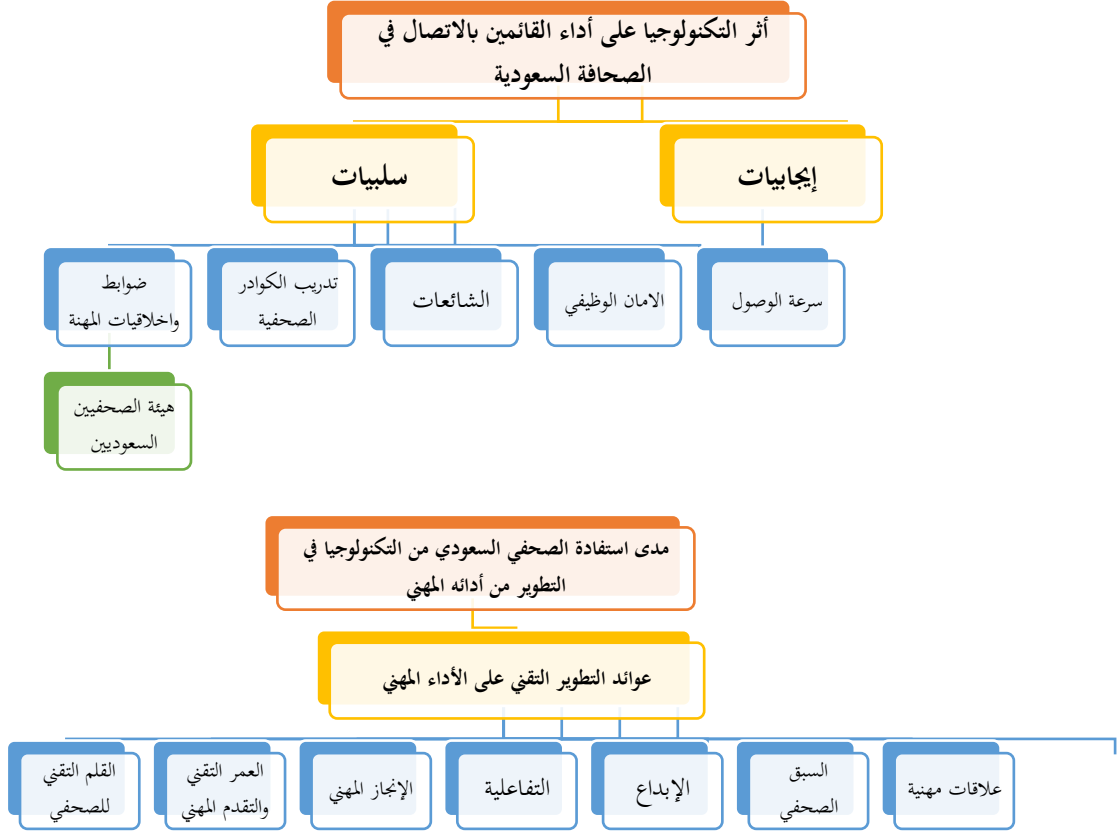 أثر التكنولوجيا على أداء القائمين بالاتصال في
الصحافة السعودية
إيجابيات
سلبيات
سرعة الوصول
الامان الوظيفي
الشائعات
تدريب الكوادر
الصحفية
ضوابط
واخلاقيات المهنة
هيئة الصحفيين
السعوديين
مدى استفادة الصحفي السعودي من التكنولوجيا في
التطوير من أدائه المهني
عوائد التطوير التقني على الأداء المهني
علاقات مهنية
السبق
الصحفي
الإبداع
التفاعلية
الإنجاز المهني
العمر التقني
والتقدم المهني
القلم التقني
للصحفي